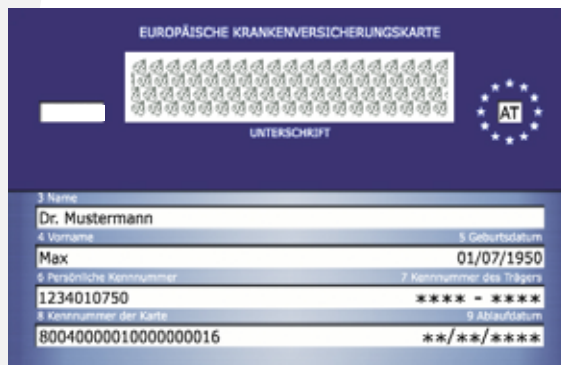 EUROPÄISCHE KRANKENVERSICHERUNGSKARTE
AT
UNTERSCHRIFT
3 Name
Dr. Mustermann
4 Vorname 5 Geburtsdatum
Max 01/07/1950
6 Persönliche Kennnummer 7 Kennnummer des Trägers
1234010750 **** - ****
8 Kennnummer der Karte 9 Ablaufdatum
80040000010000000016 **/**/****